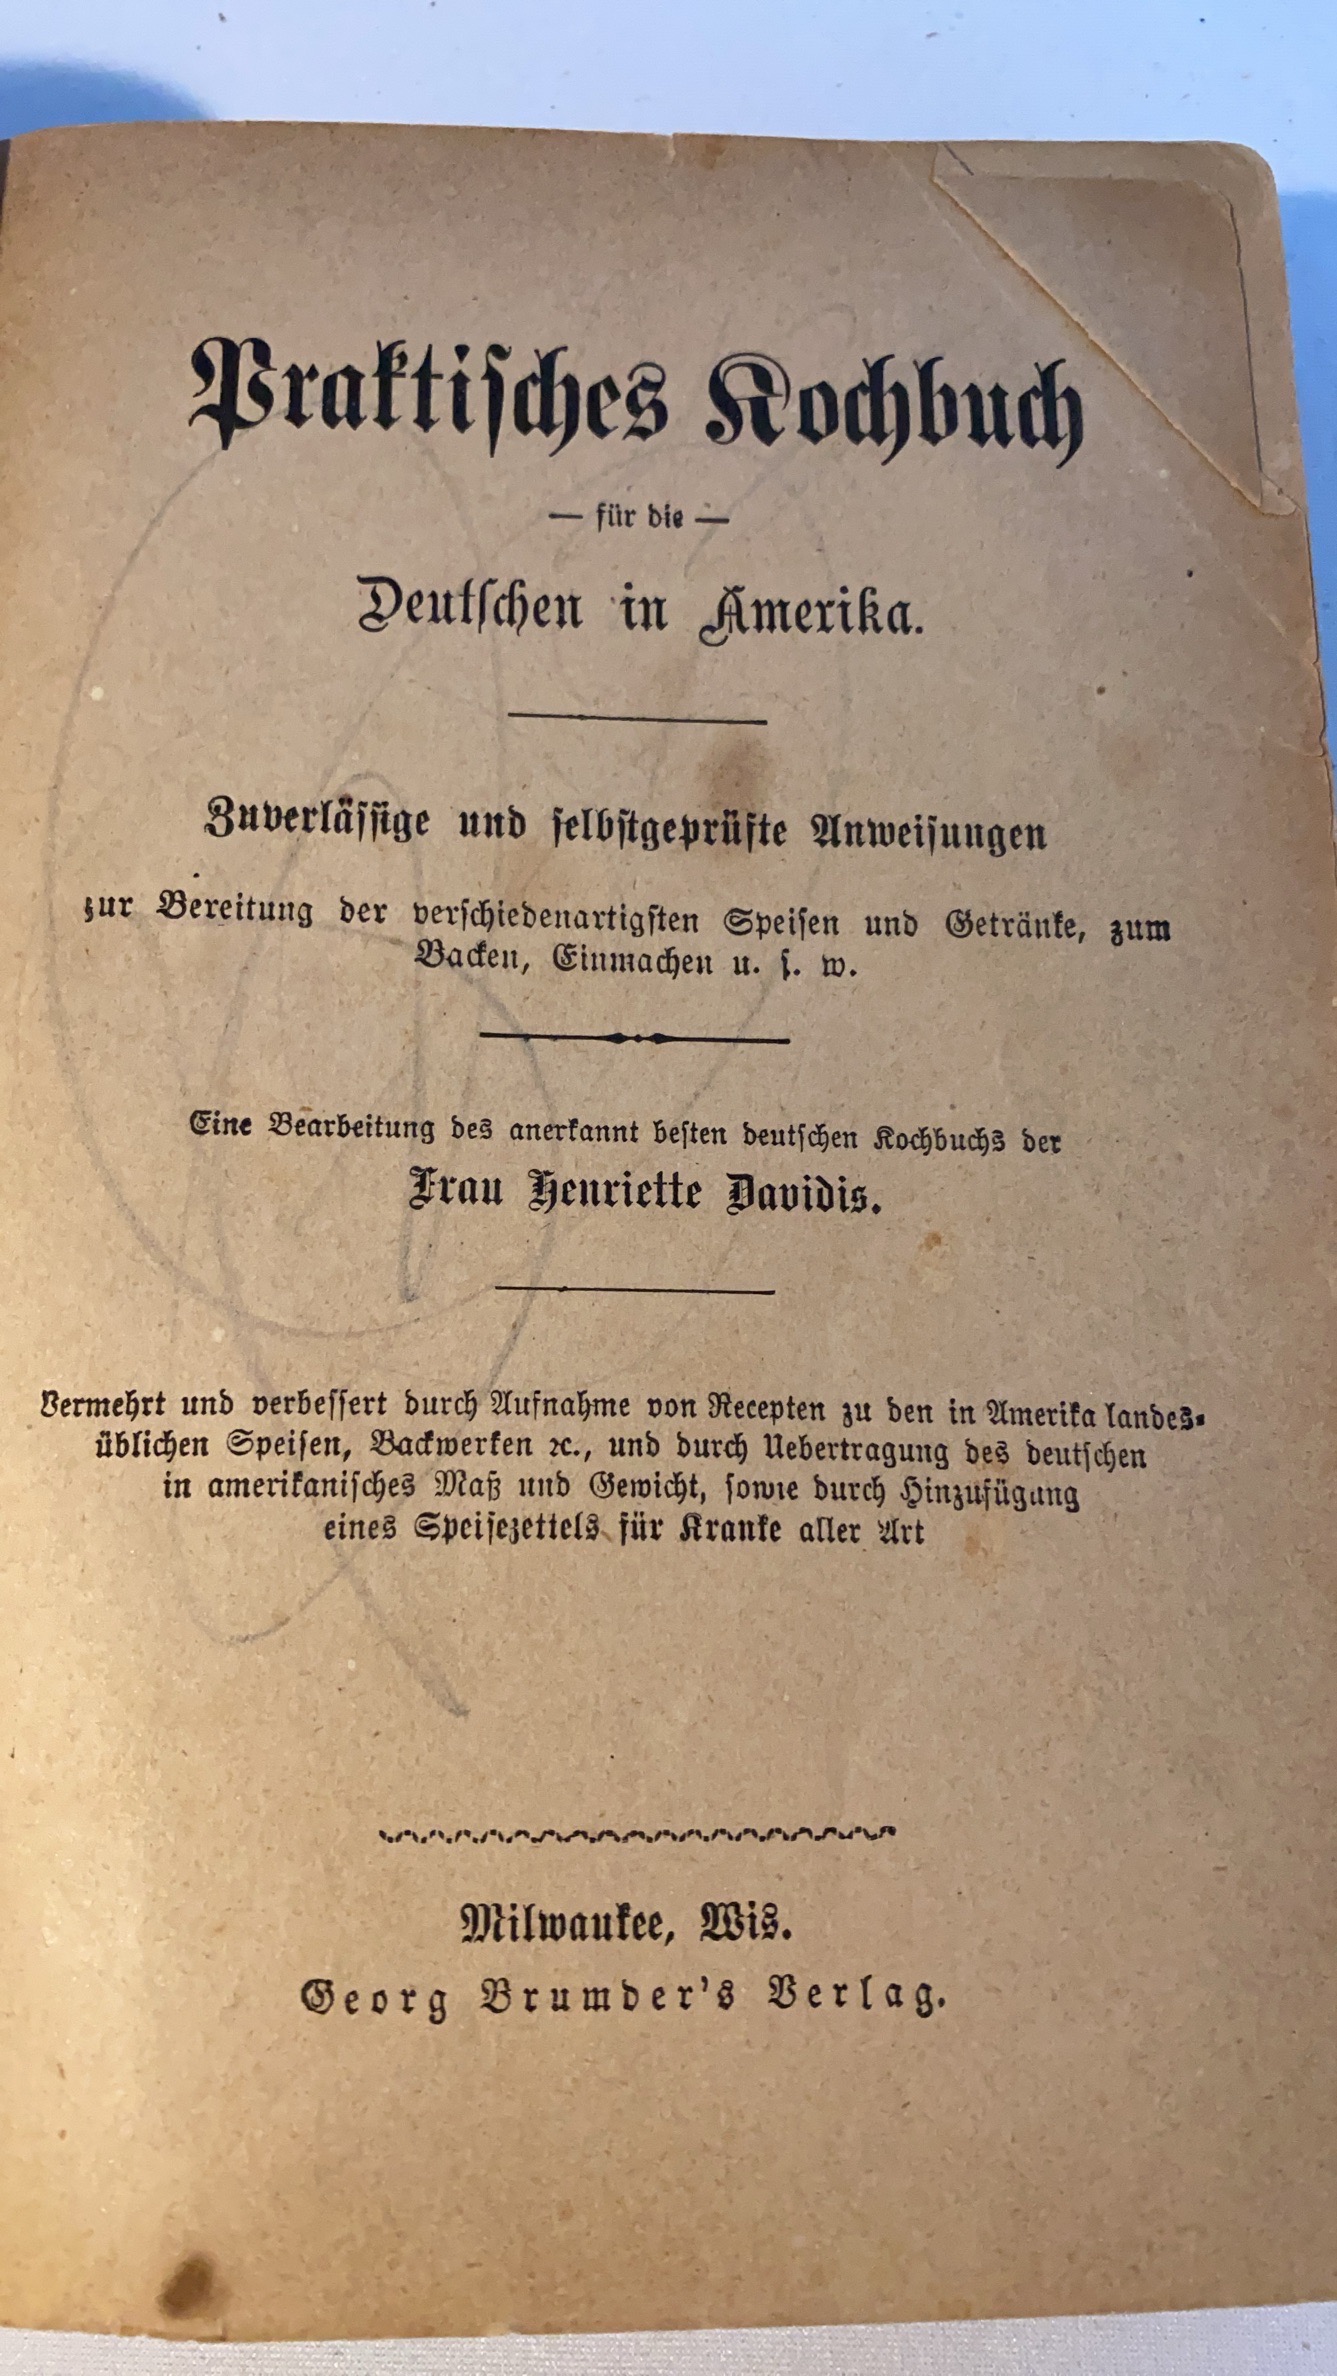 Praktisches Kochbuch
— für die —
Deutschen in Amerika.
Zuverlässige und selbstgeprüfte Anweisungen
zur Bereitung der verschiedenartigsten Speisen und Getränke, zum
Backen, Einmachen u. s. w.
Eine Bearbeitung des anerkannt besten deutschen Kochbuchs der
Frau Henriette Davidis.
Vermehrt und verbessert durch Aufnahme von Recepten zu den in Amerika landes-
üblichen Speisen, Backwerken ꝛc., und durch Uebertragung des deutschen
in amerikanisches Maß und Gewicht, sowie durch Hinzufügung
eines Speisezettels für Kranke aller Art
Milwaukee, Wis.
Georg Brumder's Verlag.